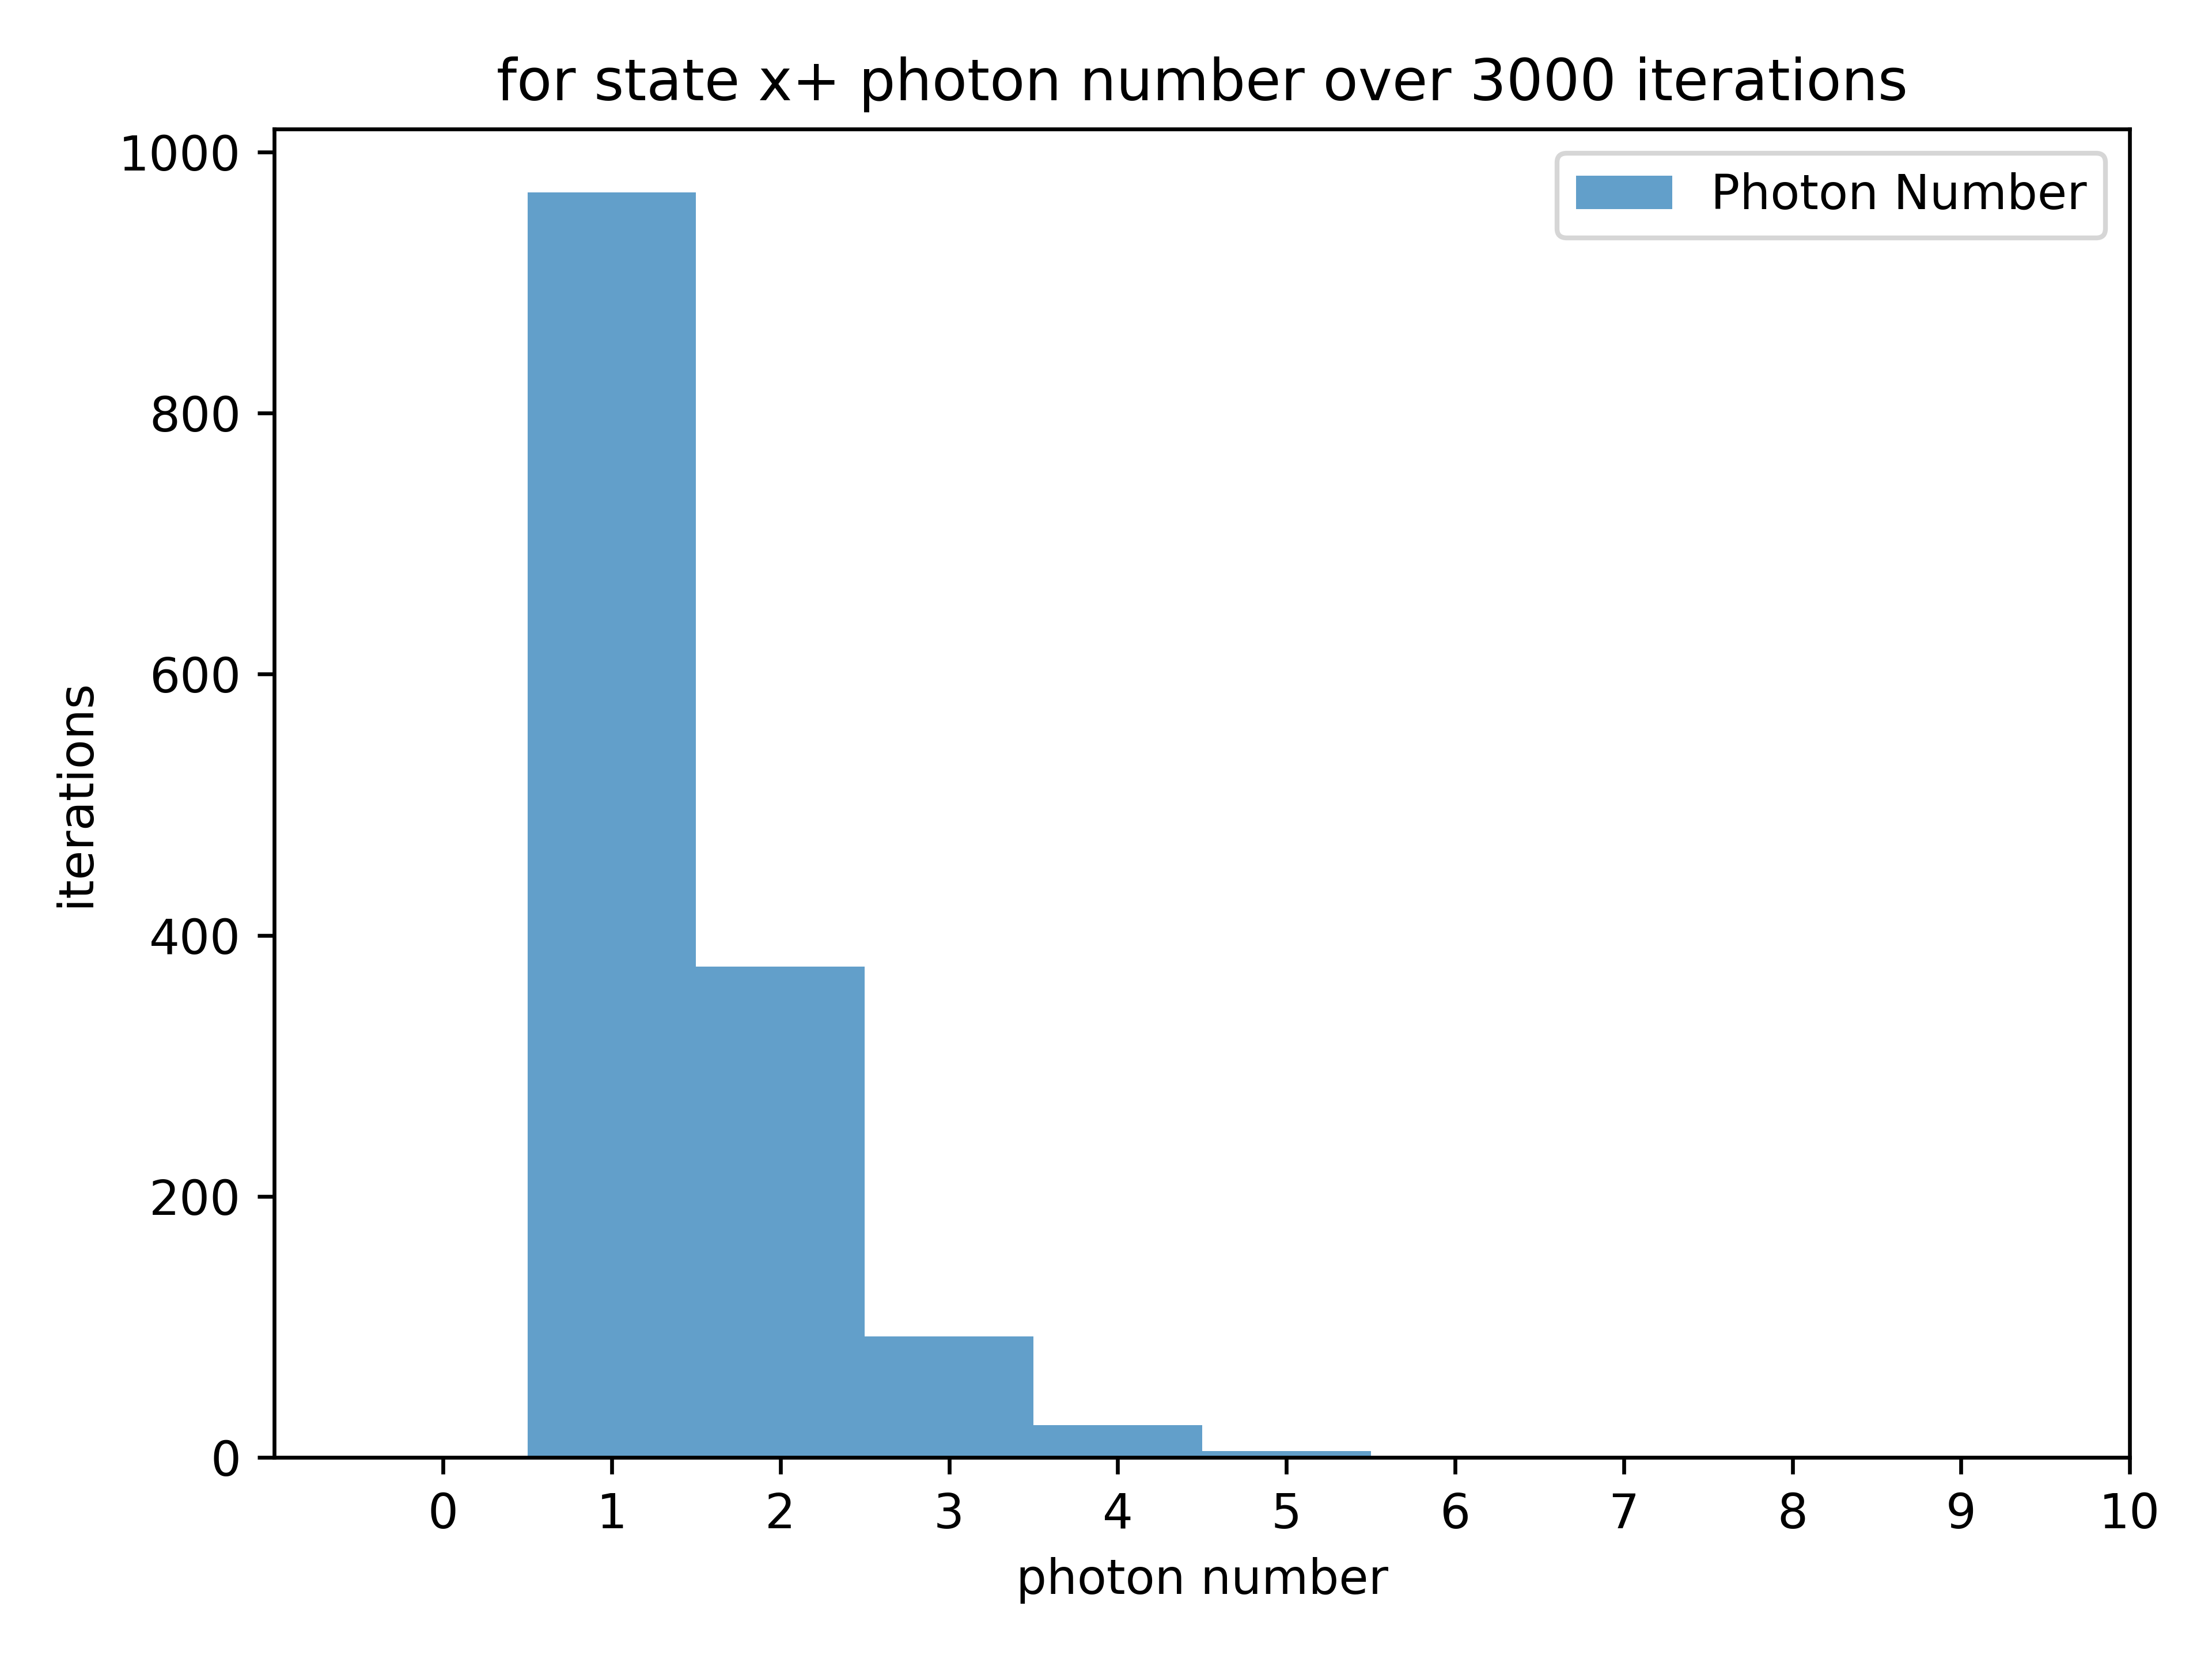 for state x+ photon number over 3000 iterations
Photon Number
1000
800
600
400
200
0
iterations
0 1 2 3 4 5 6 7 8 9 10
photon number